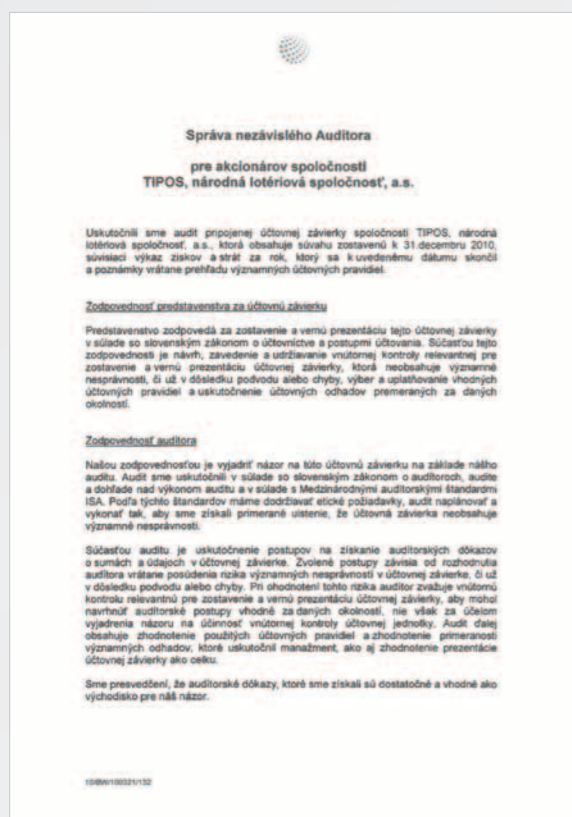 Správa nezávislého Auditora
pre akcionárov spoločnosti
TIPOS, národná lotériová spoločnosť, a.s.
Uskutočnili sme audit pripojenej účtovnej závierky spoločnosti TIPOS, národná
lotériová spoločnosť, a.s., ktorá obsahuje súvahu zostavenú k 31.decembru 2010,
súvisiaci výkaz ziskov a strát za rok, ktorý sa k uvedenému dátumu skončil
a poznámky vrátane prehľadu významných účtovných pravidiel.
Zodpovednosť predstavenstva za účtovnú závierku
Predstavenstvo zodpovedá za zostavenie a vernú prezentáciu tejto účtovnej závierky
v súlade so slovenským zákonom o účtovníctve a postupmi účtovania. Súčasťou tejto
zodpovednosti je návrh, zavedenie a udržiavanie vnútornej kontroly relevantnej pre
zostavenie a vernú prezentáciu účtovnej závierky, ktorá neobsahuje významné
nesprávnosti, či už v dôsledku podvodu alebo chyby, výber a uplatňovanie vhodných
účtovných pravidiel a uskutočnenie účtovných odhadov premeraných za daných
okolností.
Zodpovednosť auditora
Našou zodpovednosťou je vyjadriť názor na túto účtovnú závierku na základe nášho
auditu. Audit sme uskutočnili v súlade so slovenským zákonom o audítoroch, audite
a dohľade nad výkonom auditu a v súlade s Medzinárodnými audítorskými štandardmi
ISA. Podľa týchto štandardov máme dodržiavať etické požiadavky, audit naplánovať a
vykonať tak, aby sme získali primerané uistenie, že účtovná závierka neobsahuje
významné nesprávnosti.
Súčasťou auditu je uskutočnenie postupov na získanie audítorských dôkazov
o sumách a údajoch v účtovnej závierke. Zvolené postupy závisia od rozhodnutia
audítora vrátane posúdenia rizika významných nesprávností v účtovnej závierke, či už
v dôsledku podvodu alebo chyby. Pri ohodnotení tohto rizika auditor zvažuje vnútornú
kontrolu relevantnú pre zostavenie a vernú prezentáciu účtovnej závierky, aby mohol
navrhnúť audítorské postupy vhodné za daných okolností, nie však za účelom
vyjadrenia názoru na účinnosť vnútornej kontroly účtovnej jednotky. Audit ďalej
obsahuje zhodnotenie použitých účtovných pravidiel a zhodnotenie primeranosti
významných odhadov, ktoré uskutočnil manažment, ako aj zhodnotenie prezentácie
účtovnej závierky ako celku.
Sme presvedčení, že audítorské dôkazy, ktoré sme získali sú dostatočné a vhodné ako
východisko pre náš názor.